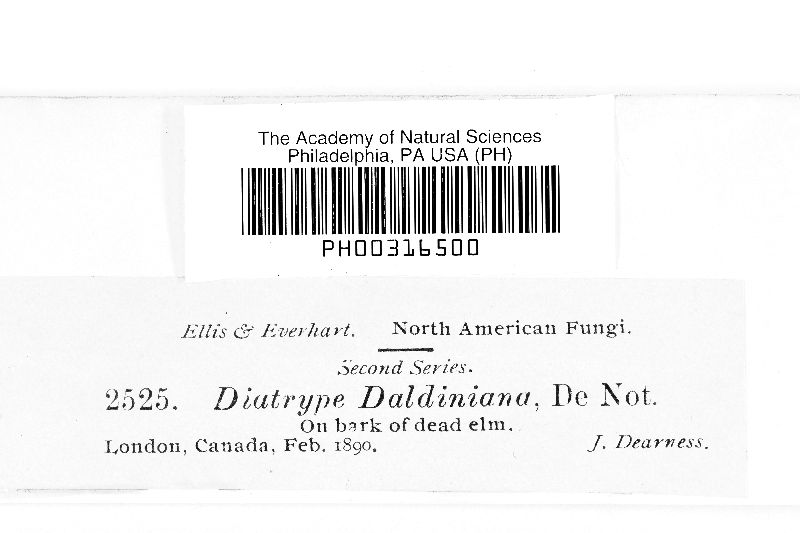 The Academy of Natural Sciences
Philadelphia, PA USA (PH)
PH00316500
Ellis & Everhart. North American Fungi.
Second Series.
2525. Diatrype Daldiniana, De Not.
On bark of dead elm.
London, Canada, Feb. 1890. J. Dearness.